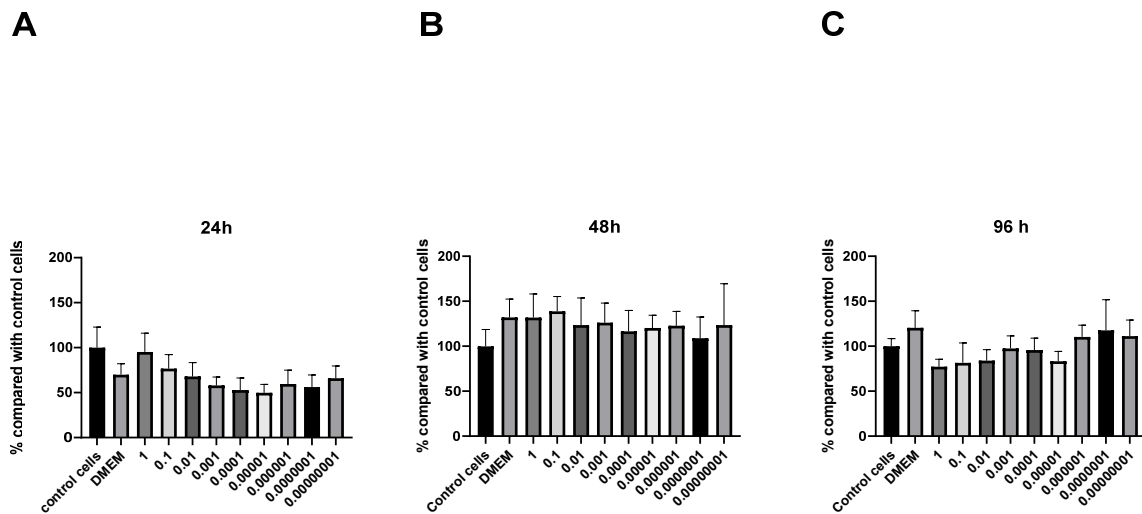 A
B
C
24h
% compared with control cells
200
150
100
50
0
control cells
DMEM
1
0.1
0.01
0.001
0.0001
0.00001
0.000001
0.0000001
0.00000001
48h
% compared with control cells
200
150
100
50
0
Control cells
DMEM
1
0.1
0.01
0.001
0.0001
0.00001
0.000001
0.0000001
0.00000001
96 h
% compared with control cells
200
150
100
50
0
Control cells
DMEM
1
0.1
0.01
0.001
0.0001
0.00001
0.000001
0.0000001
0.00000001